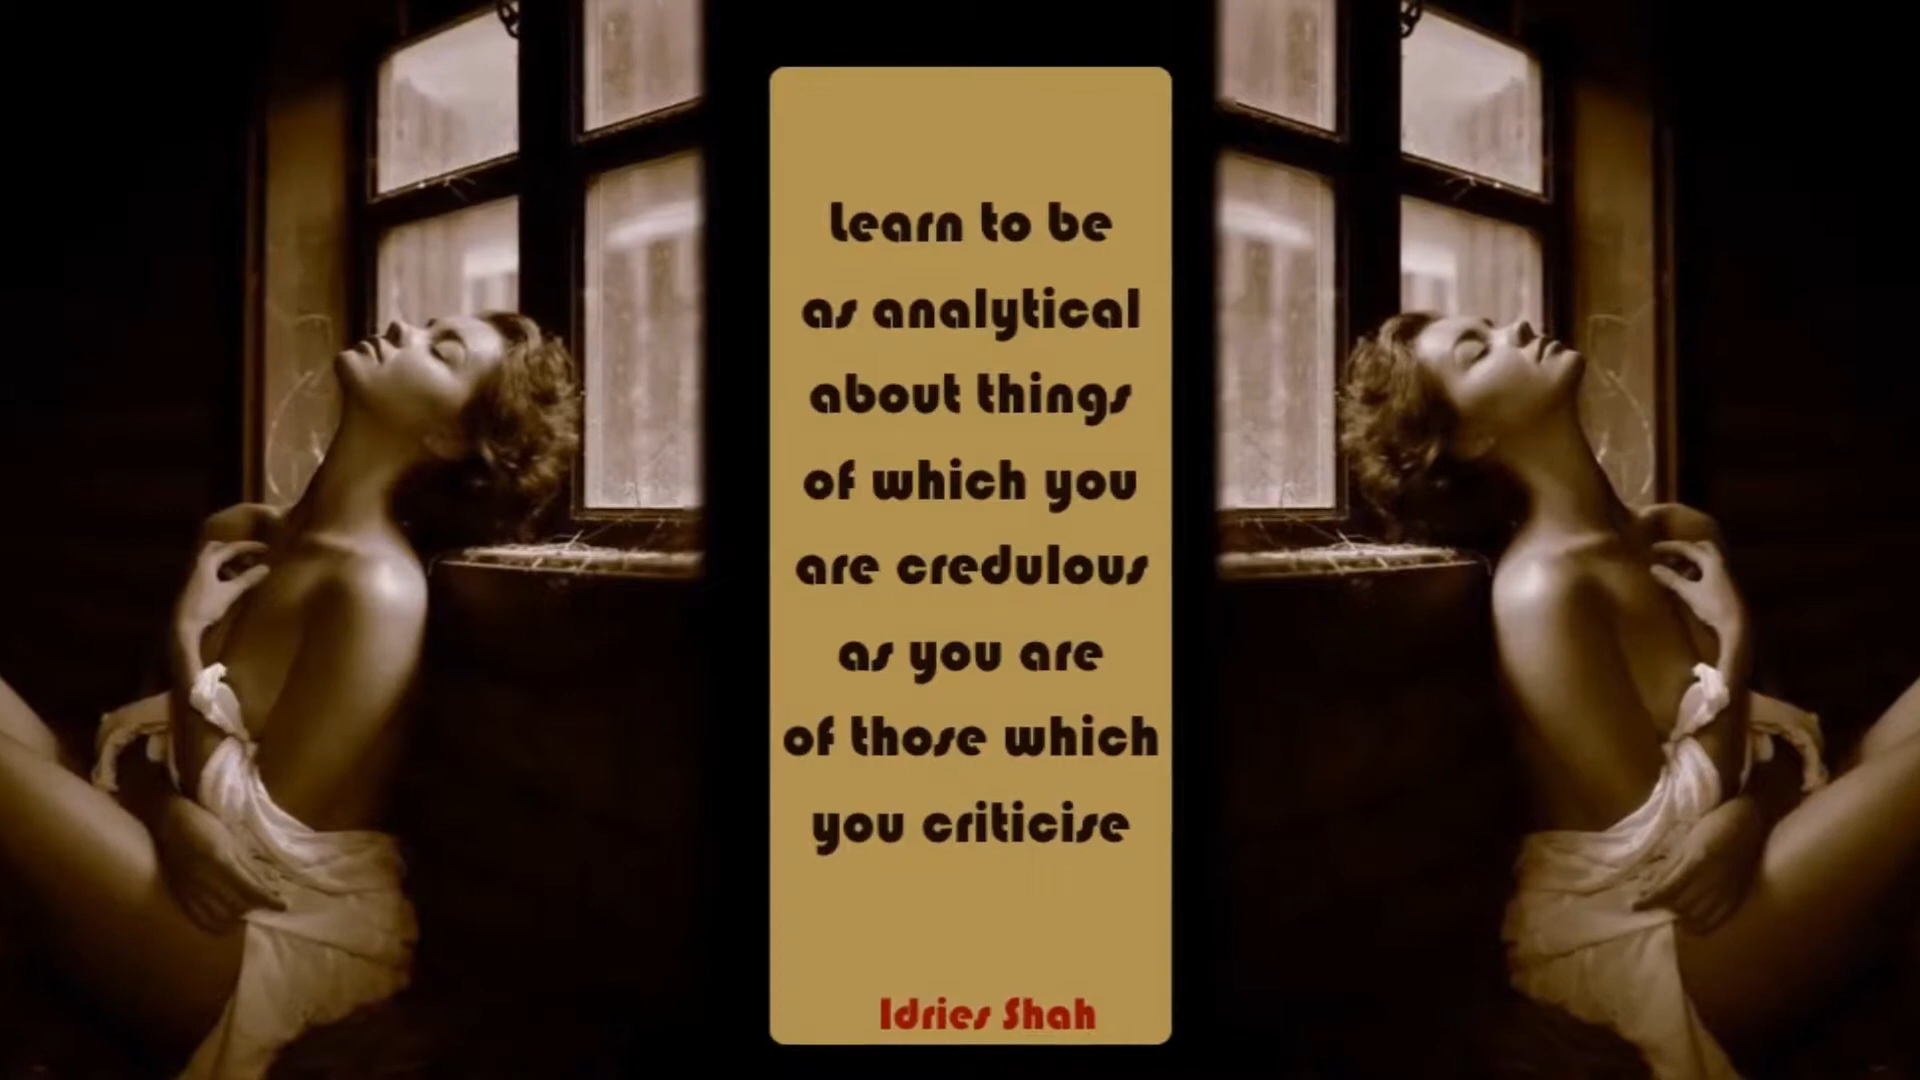 Learn to be
as analytical
about things
of which you
are credulous
as you are
of those which
you criticise
Idries Shah